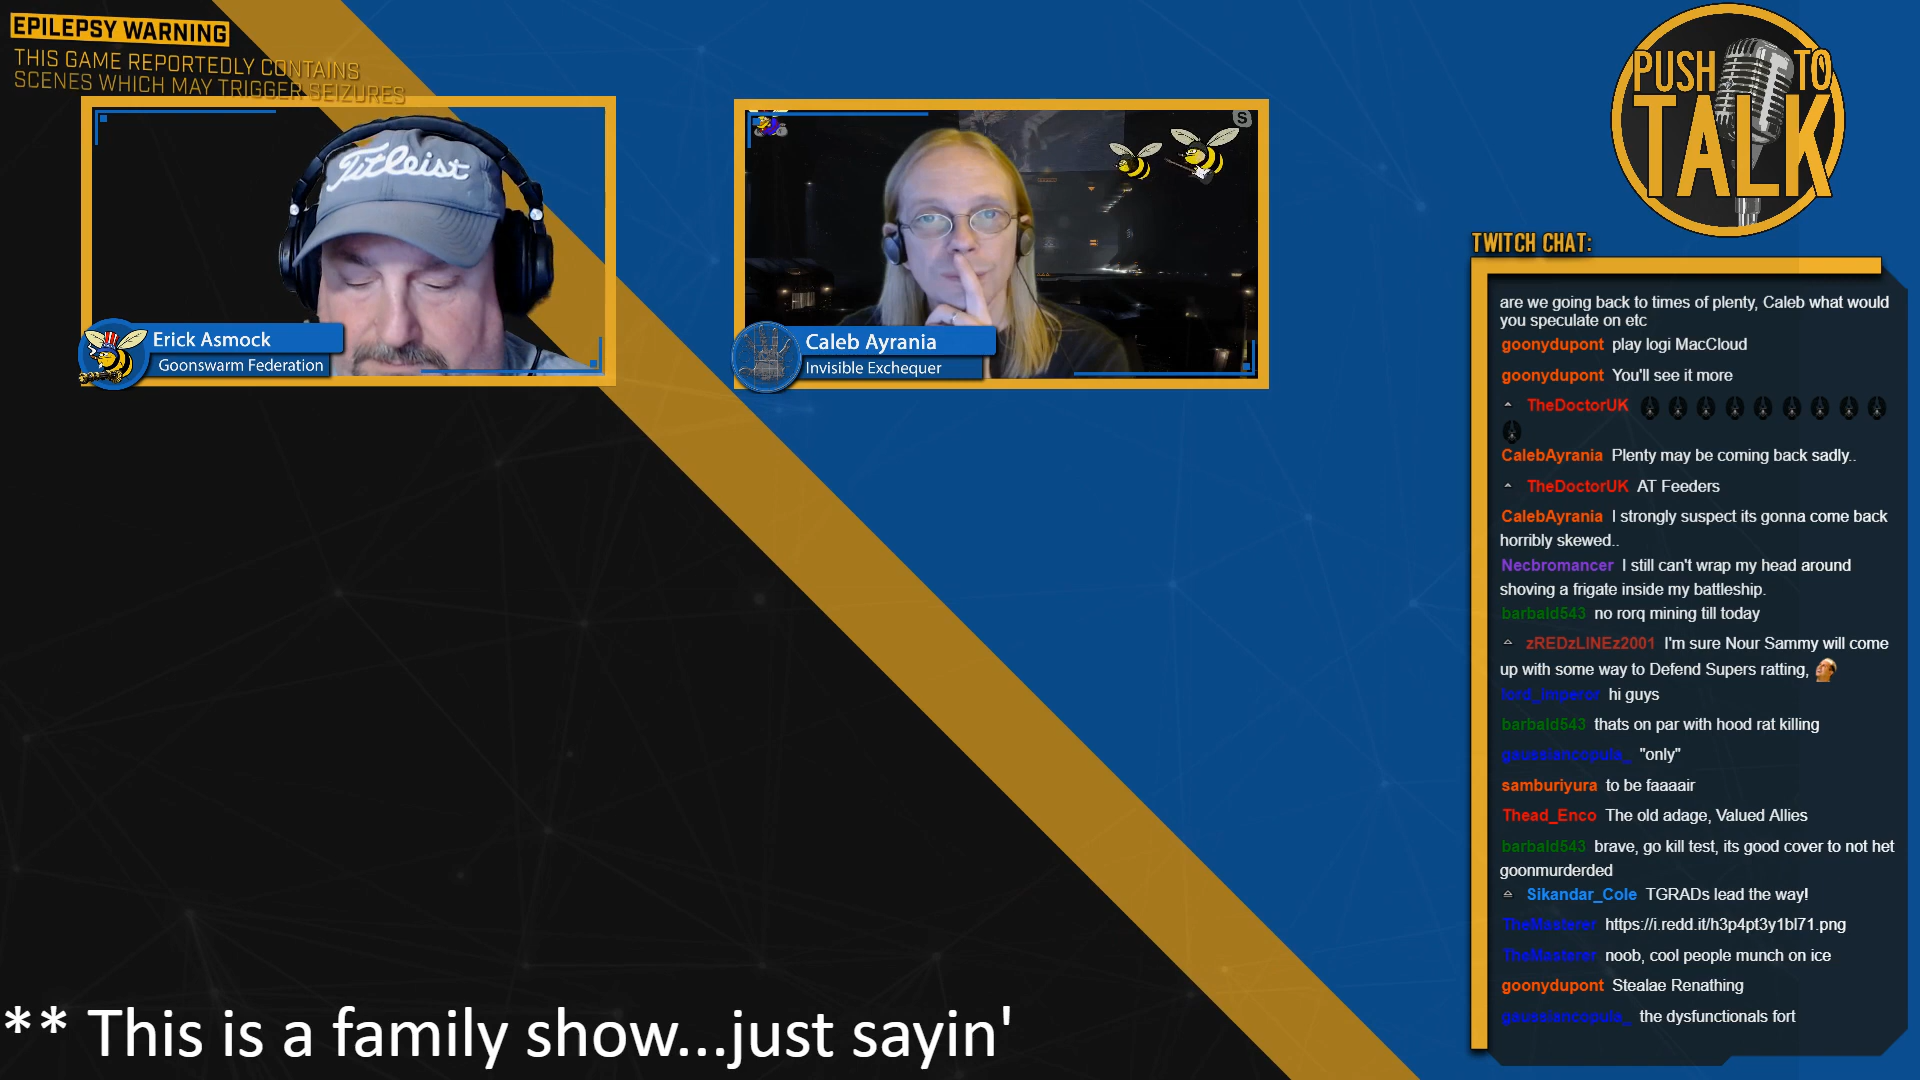 EPILEPSY WARNING
THIS GAME REPORTEDLY CONTAINS
SCENES WHICH MAY TRIGGER SEIZURES
Titleist
Erick Asmock
Goonswarm Federation
S
Caleb Ayrania
Invisible Exchequer
PUSH TO
TALK
TWITCH CHAT:
are we going back to times of plenty, Caleb what would
you speculate on etc
goonydupont play logi MacCloud
goonydupont You'll see it more
TheDoctorUK
CalebAyrania Plenty may be coming back sadly..
TheDoctorUK AT Feeders
CalebAyrania I strongly suspect its gonna come back
horribly skewed..
Necbromancer I still can't wrap my head around
shoving a frigate inside my battleship.
barbald543 no rorq mining till today
zREDzLINEz2001 I'm sure Nour Sammy will come
up with some way to Defend Supers ratting,
lord_imperor hi guys
barbald543 thats on par with hood rat killing
gaussiancopula_ "only"
samburiyura to be faaaair
Thead_Enco The old adage, Valued Allies
barbald543 brave, go kill test, its good cover to not het
goonmurderded
Sikandar_Cole TGRADs lead the way!
TheMasterer https://i.redd.it/h3p4pt3y1bl71.png
TheMasterer noob, cool people munch on ice
goonydupont Stealae Renathing
gaussiancopula_ the dysfunctionals fort
** This is a family show...just sayin'